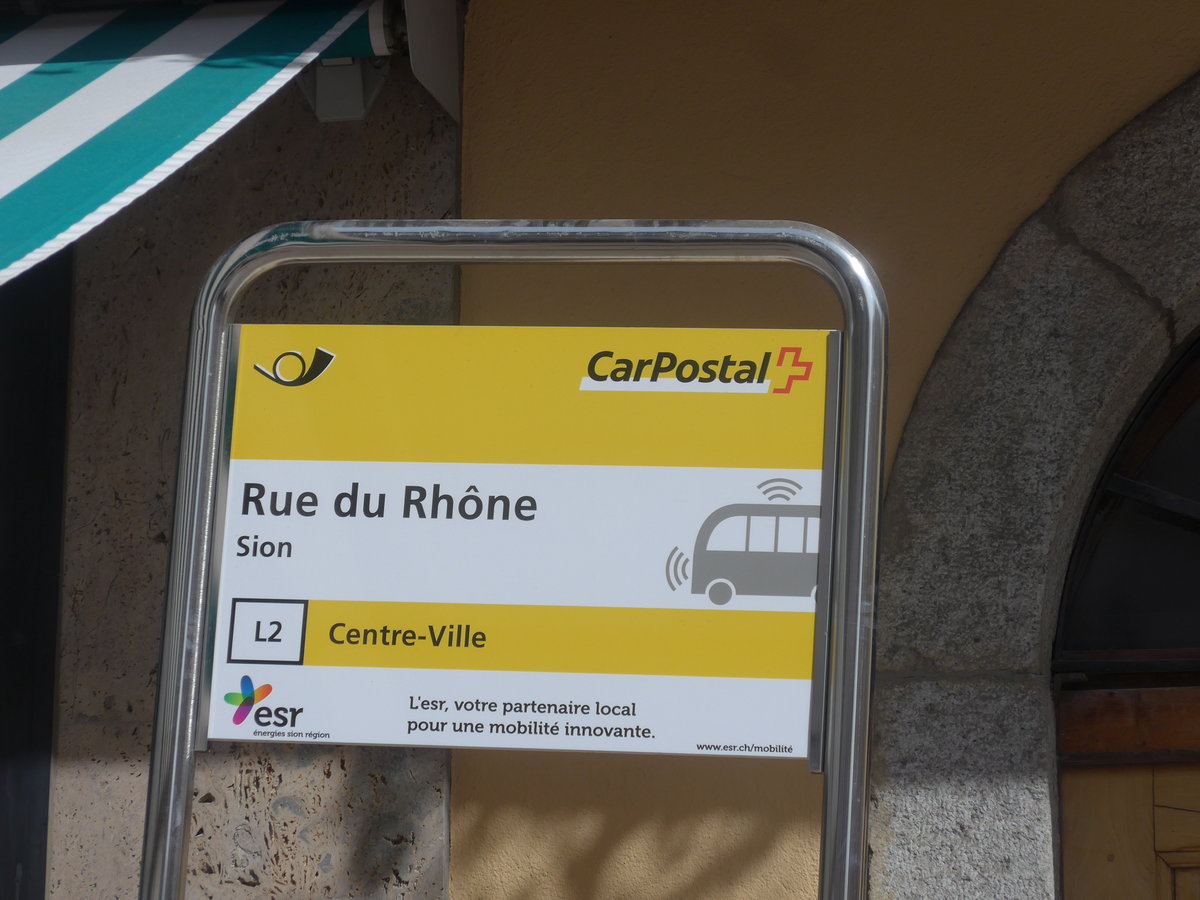 CarPostal
Rue du Rhône
Sion
L2 Centre-Ville
esr
énergies sion région
L'esr, votre partenaire local
pour une mobilité innovante.
www.esr.ch/mobilité